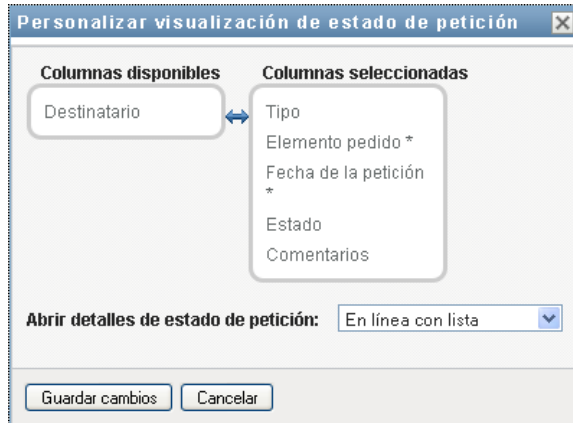 Personalizar visualización de estado de petición
Columnas disponibles
Columnas seleccionadas
Destinatario
Tipo
Elemento pedido *
Fecha de la petición
*
Estado
Comentarios
Abrir detalles de estado de petición:
En línea con lista
Guardar cambios
Cancelar